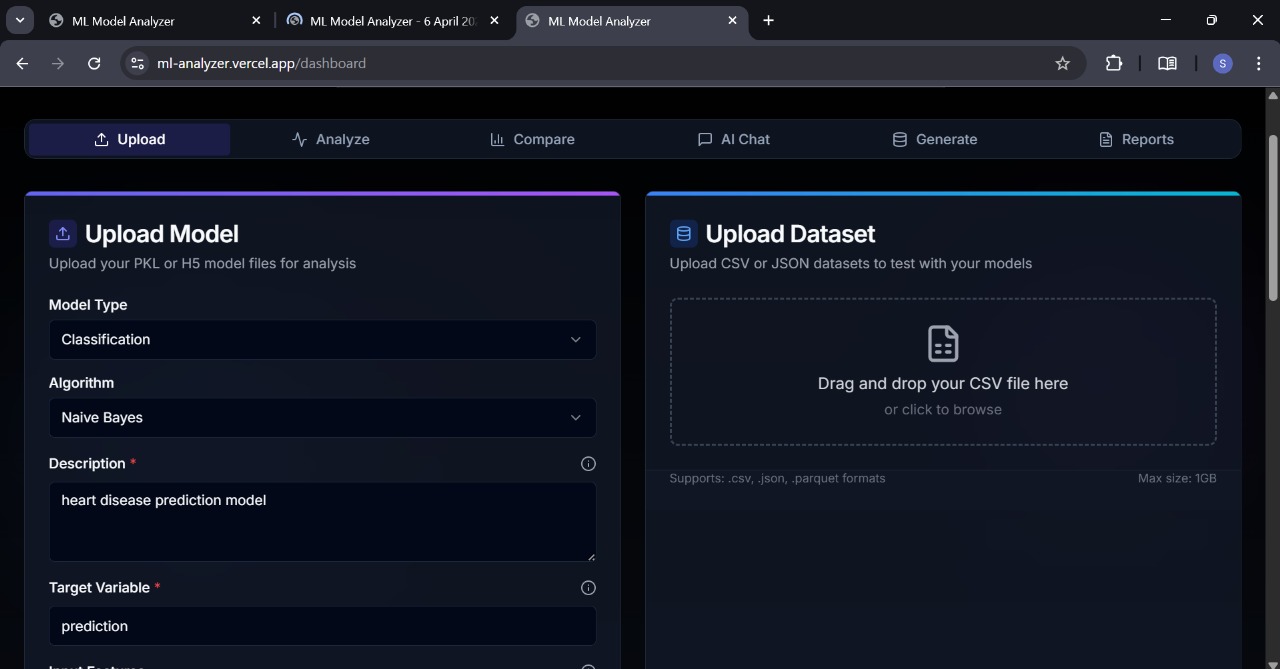 ML Model Analyzer
ML Model Analyzer - 6 April 20
ML Model Analyzer
ml-analyzer.vercel.app/dashboard
S
Upload
Analyze
Compare
AI Chat
Generate
Reports
Upload Model
Upload your PKL or H5 model files for analysis
Model Type
Classification
Algorithm
Naive Bayes
Description *
heart disease prediction model
Target Variable *
prediction
Input Features
Upload Dataset
Upload CSV or JSON datasets to test with your models
Drag and drop your CSV file here
or click to browse
Supports: .csv, .json, .parquet formats
Max size: 1GB